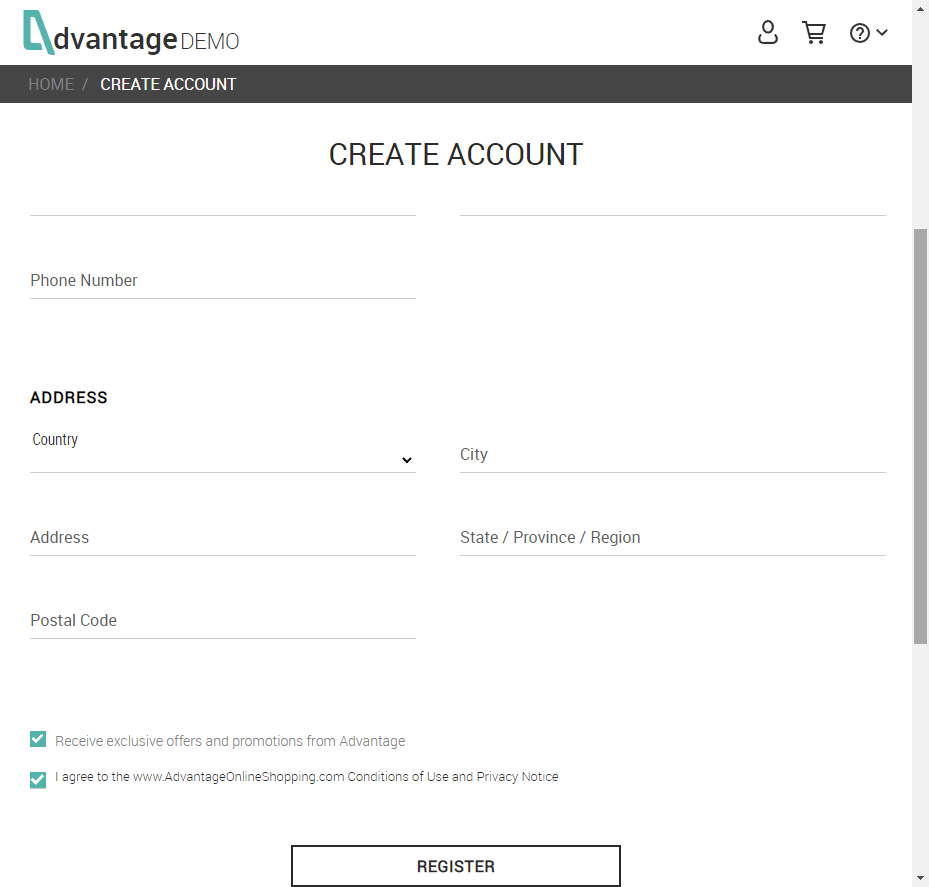 dvantage DEMO
HOME / CREATE ACCOUNT
CREATE ACCOUNT
Phone Number
ADDRESS
Country
City
Address
State / Province / Region
Postal Code
Receive exclusive offers and promotions from Advantage
I agree to the www.AdvantageOnlineShopping.com Conditions of Use and Privacy Notice
REGISTER